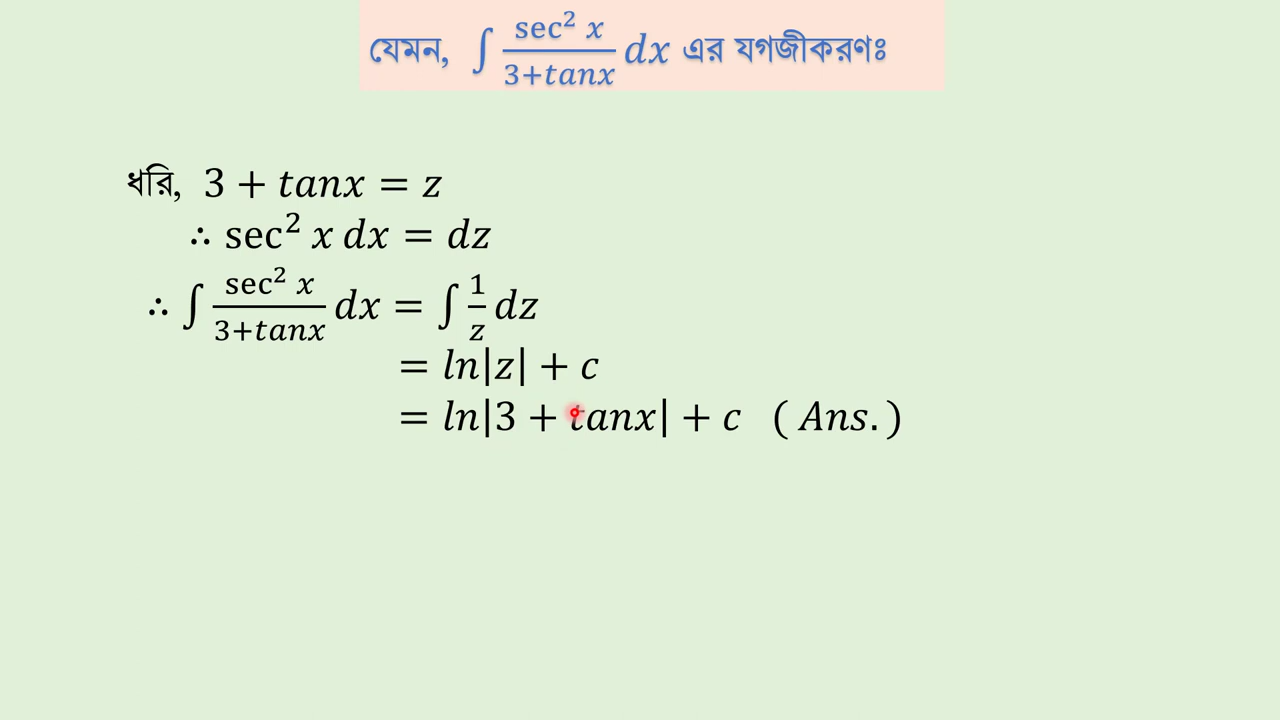 যেমন, ∫ sec² x / 3+tanx dx এর যগজীকরণঃ
ধরি, 3 + tanx = z
∴ sec² x dx = dz
∴ ∫ sec² x / 3+tanx dx = ∫ 1/z dz
= ln|z| + c
= ln|3 + tanx| + c ( Ans. )